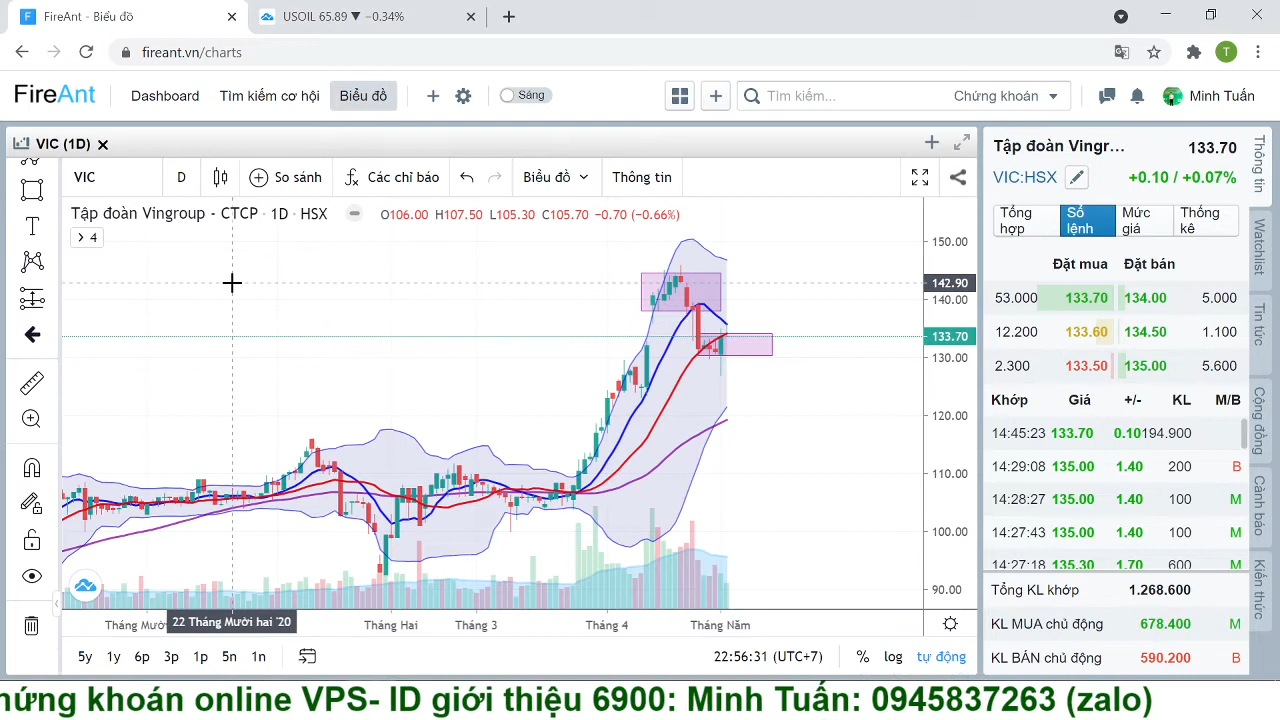 FireAnt - Biểu đồ
USOIL 65.89 ▼ −0.34%
fireant.vn/charts
T
FireAnt
Dashboard
Tìm kiếm cơ hội
Biểu đồ
Sáng
Tìm kiếm...
Chứng khoán
Minh Tuấn
VIC (1D)
VIC
D
So sánh
Các chỉ báo
Biểu đồ
Thông tin
Tập đoàn Vingroup - CTCP · 1D · HSX
O106.00 H107.50 L105.30 C105.70 −0.70 (−0.66%)
4
150.00
142.90
140.00
133.70
130.00
120.00
110.00
100.00
90.00
22 Tháng Mười hai '20
Tháng Hai
Tháng 3
Tháng 4
Tháng Năm
5y 1y 6p 3p 1p 5n 1n
22:56:31 (UTC+7)
% log tự động
Tập đoàn Vingr... 133.70
VIC:HSX +0.10 / +0.07%
Tổng hợp
Số lệnh
Mức giá
Thống kê
Đặt mua Đặt bán
53.000 133.70 134.00 5.000
12.200 133.60 134.50 1.100
2.300 133.50 135.00 5.600
Khớp Giá +/- KL M/B
14:45:23 133.70 0.10 194.900
14:29:08 135.00 1.40 200 B
14:28:27 135.00 1.40 100 M
14:27:43 135.00 1.40 100 M
14:27:18 135.30 1.70 600 M
Tổng KL khớp 1.268.600
KL MUA chủ động 678.400 M
KL BÁN chủ động 590.200 B
Thông tin
Watchlist
Tin tức
Cộng đồng
Cảnh báo
Kiến thức
hứng khoán online VPS- ID giới thiệu 6900: Minh Tuấn: 0945837263 (zalo)